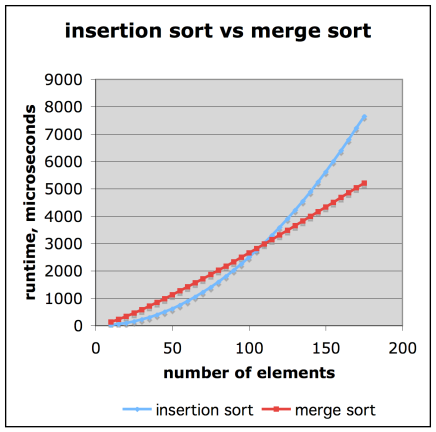 insertion sort vs merge sort
runtime, microseconds
9000
8000
7000
6000
5000
4000
3000
2000
1000
0
0 50 100 150 200
number of elements
insertion sort merge sort